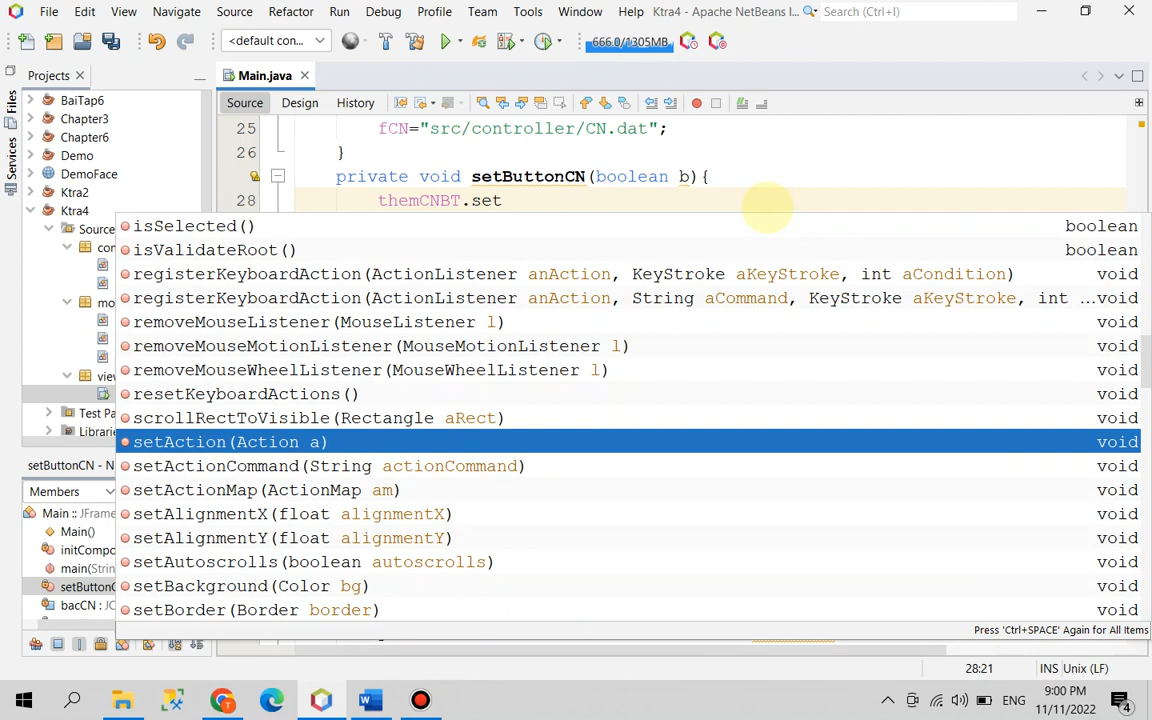 File Edit View Navigate Source Refactor Run Debug Profile Team Tools Window Help Ktra4 - Apache NetBeans I... Search (Ctrl+I)
<default con... 666.0/1305MB
Projects
Main.java
Files
Services
Source Design History
BaiTap6
Chapter3
Chapter6
Demo
DemoFace
Ktra2
Ktra4
Source
con
mo
view
Test Pa
Librarie
25 fCN="src/controller/CN.dat";
26 }
private void setButtonCN(boolean b){
28 themCNBT.set
isSelected() boolean
isValidateRoot() boolean
registerKeyboardAction(ActionListener anAction, KeyStroke aKeyStroke, int aCondition) void
registerKeyboardAction(ActionListener anAction, String aCommand, KeyStroke aKeyStroke, int ...void
removeMouseListener(MouseListener l) void
removeMouseMotionListener(MouseMotionListener l) void
removeMouseWheelListener(MouseWheelListener l) void
resetKeyboardActions() void
scrollRectToVisible(Rectangle aRect) void
setAction(Action a) void
setActionCommand(String actionCommand) void
setActionMap(ActionMap am) void
setAlignmentX(float alignmentX) void
setAlignmentY(float alignmentY) void
setAutoscrolls(boolean autoscrolls) void
setBackground(Color bg) void
setBorder(Border border) void
Press 'Ctrl+SPACE' Again for All Items
setButtonCN - N
Members
Main :: JFrame
Main()
initCompo
main(String
setButtonC
bacCN : JC
28:21 INS Unix (LF)
ENG
9:00 PM
11/11/2022
4